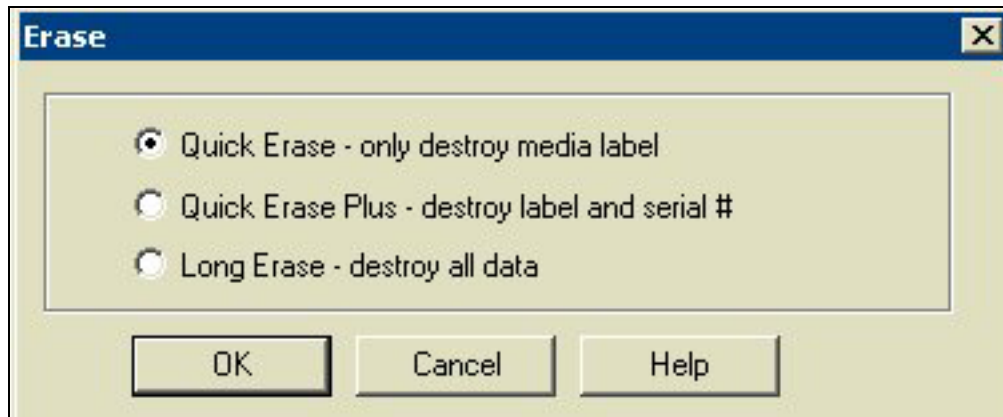 Erase
Quick Erase - only destroy media label
Quick Erase Plus - destroy label and serial #
Long Erase - destroy all data
OK Cancel Help